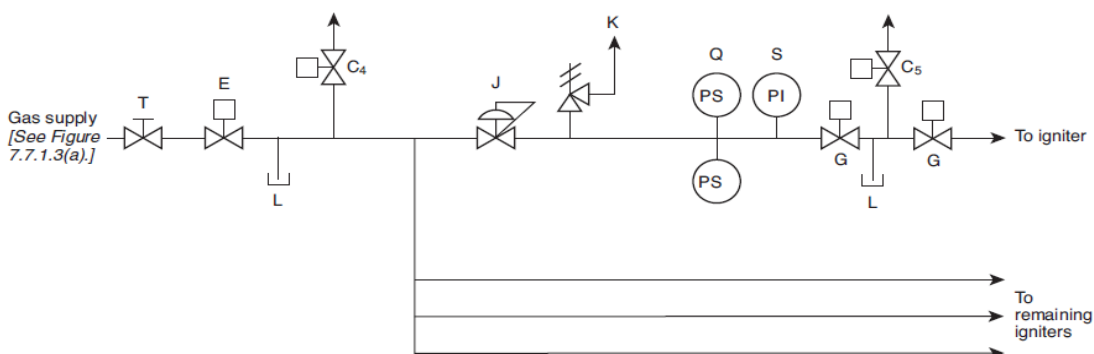 K
Q
S
C4
C5
J
E
T
PS
PI
Gas supply
[See Figure
7.7.1.3(a).]
To igniter
G
G
L
L
PS
To
remaining
igniters